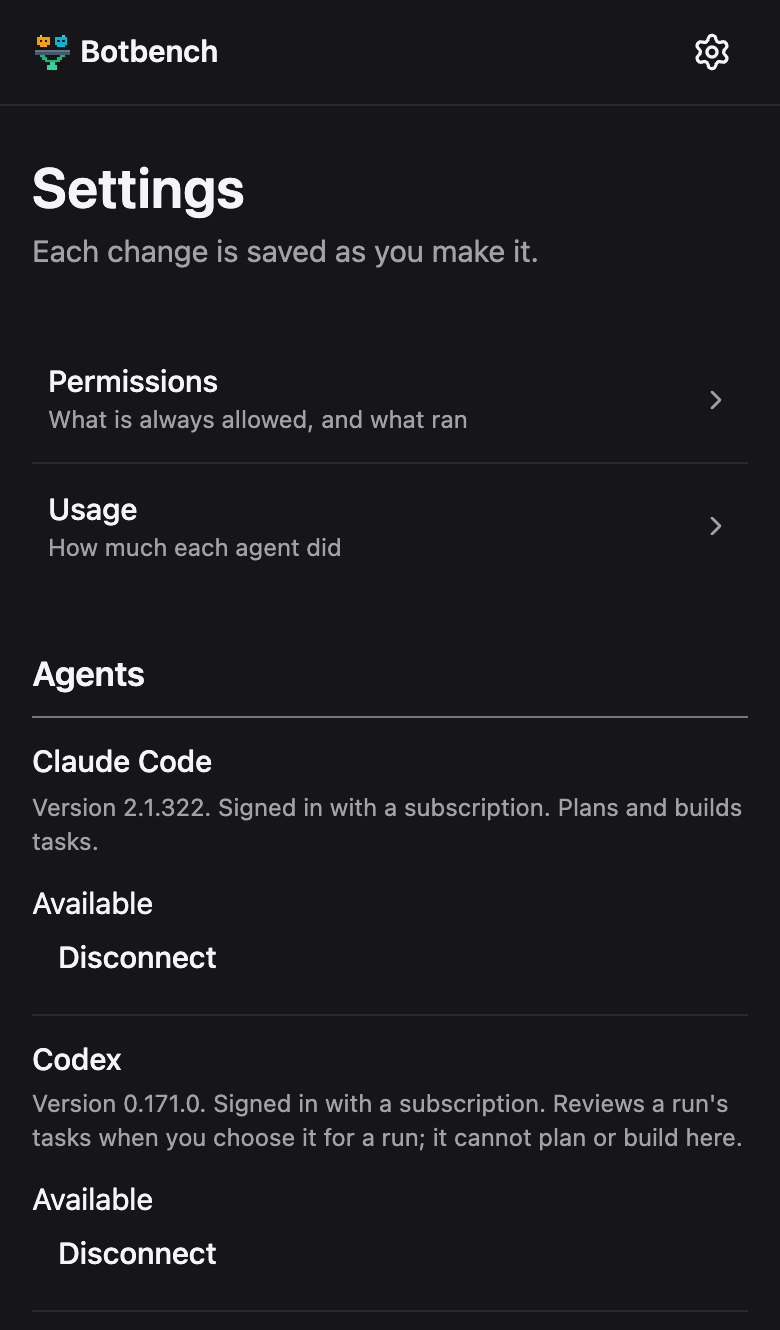 Botbench
Settings
Each change is saved as you make it.
Permissions
What is always allowed, and what ran
Usage
How much each agent did
Agents
Claude Code
Version 2.1.322. Signed in with a subscription. Plans and builds
tasks.
Available
Disconnect
Codex
Version 0.171.0. Signed in with a subscription. Reviews a run's
tasks when you choose it for a run; it cannot plan or build here.
Available
Disconnect